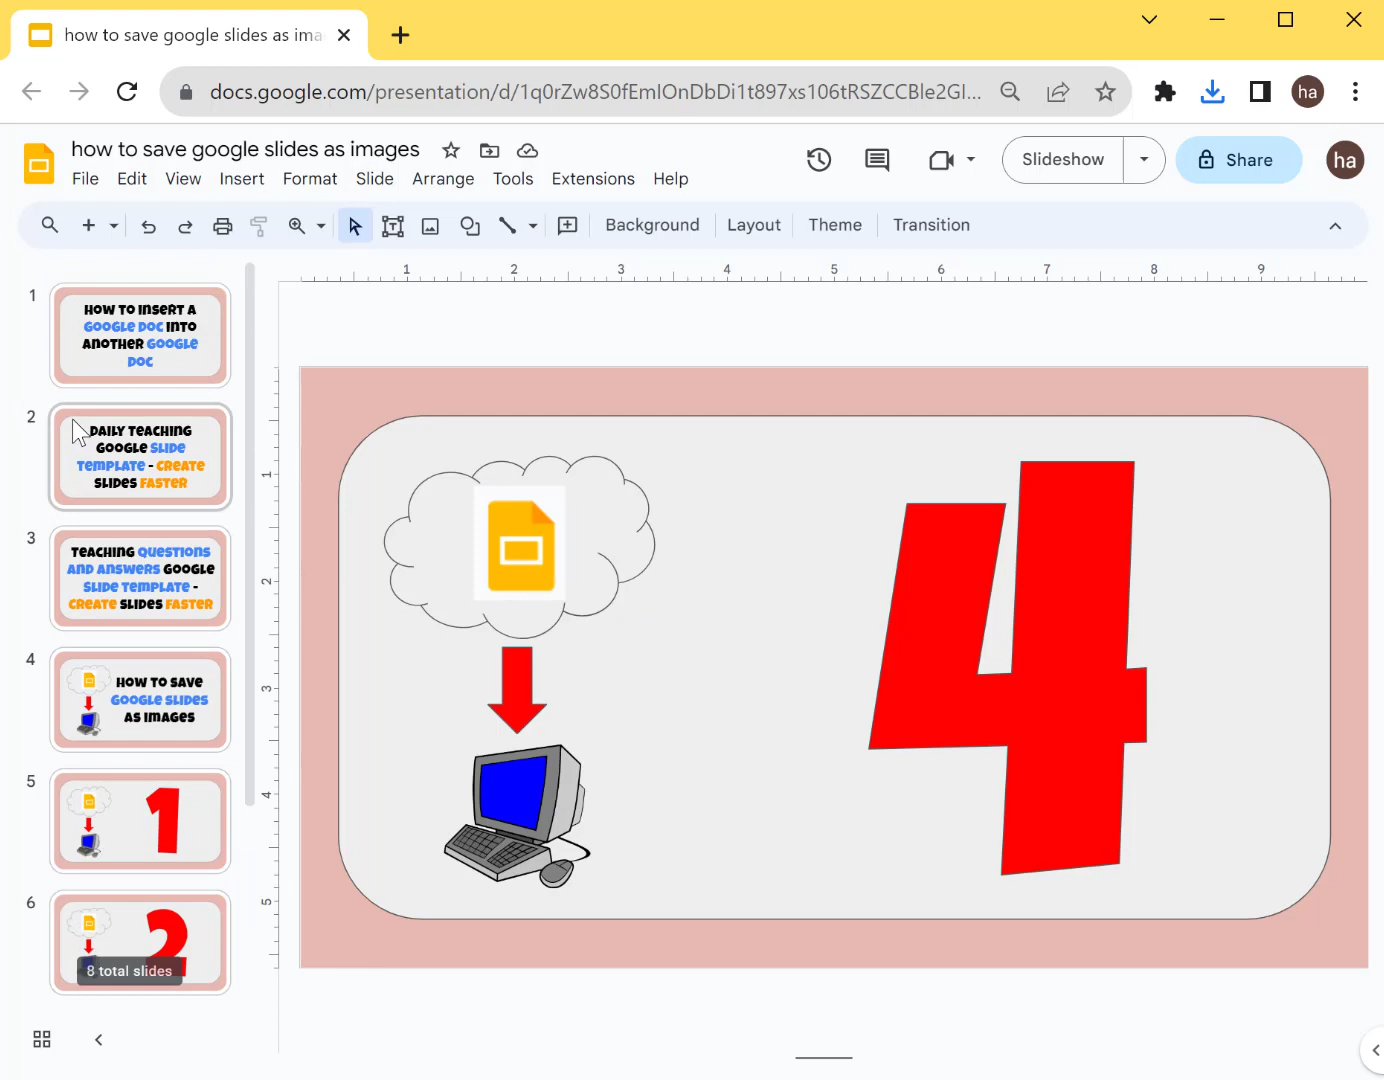 how to save google slides as ima
docs.google.com/presentation/d/1q0rZw8S0fEmIOnDbDi1t897xs106tRSZCCBle2GI...
ha
how to save google slides as images
File Edit View Insert Format Slide Arrange Tools Extensions Help
Slideshow
Share
ha
Background Layout Theme Transition
1 2 3 4 5 6 7 8 9
1
HOW TO INSERT A
GOOGLE DOC INTO
ANOTHER GOOGLE
DOC
2
DAILY TEACHING
GOOGLE SLIDE
TEMPLATE - CREATE
SLIDES FASTER
3
TEACHING QUESTIONS
AND ANSWERS GOOGLE
SLIDE TEMPLATE -
CREATE SLIDES FASTER
4
HOW TO SAVE
GOOGLE SLIDES
AS IMAGES
5
1
6
2
8 total slides
1
2
3
4
5
4